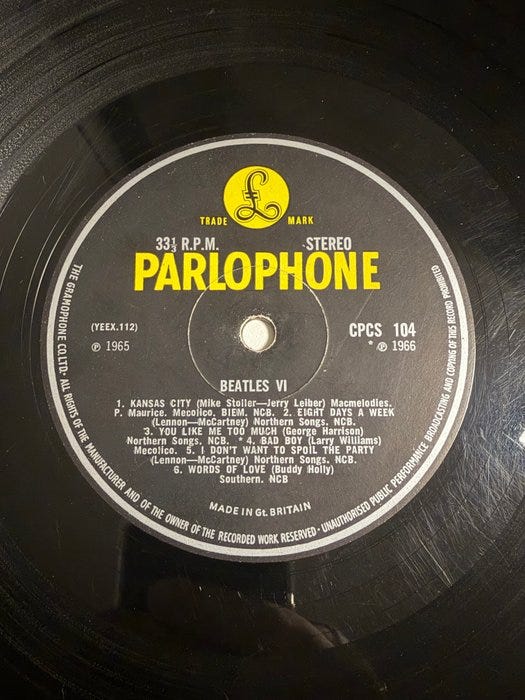 £
TRADE MARK
33⅓ R.P.M. STEREO
PARLOPHONE
(YEEX.112) CPCS 104
℗ 1965 * ℗ 1966
BEATLES VI
1. KANSAS CITY (Mike Stoller—Jerry Leiber) Macmelodies.
P. Maurice. Mecolico. BIEM. NCB. 2. EIGHT DAYS A WEEK
(Lennon—McCartney) Northern Songs. NCB.
3. YOU LIKE ME TOO MUCH (George Harrison)
Northern Songs. NCB. * 4. BAD BOY (Larry Williams)
Mecolico. 5. I DON'T WANT TO SPOIL THE PARTY
(Lennon—McCartney) Northern Songs. NCB.
6. WORDS OF LOVE (Buddy Holly)
Southern. NCB
MADE IN Gt. BRITAIN
THE GRAMOPHONE CO. LTD· ALL RIGHTS OF THE MANUFACTURER AND OF THE OWNER OF THE RECORDED WORK RESERVED · UNAUTHORISED PUBLIC PERFORMANCE BROADCASTING AND COPYING OF THIS RECORD PROHIBITED